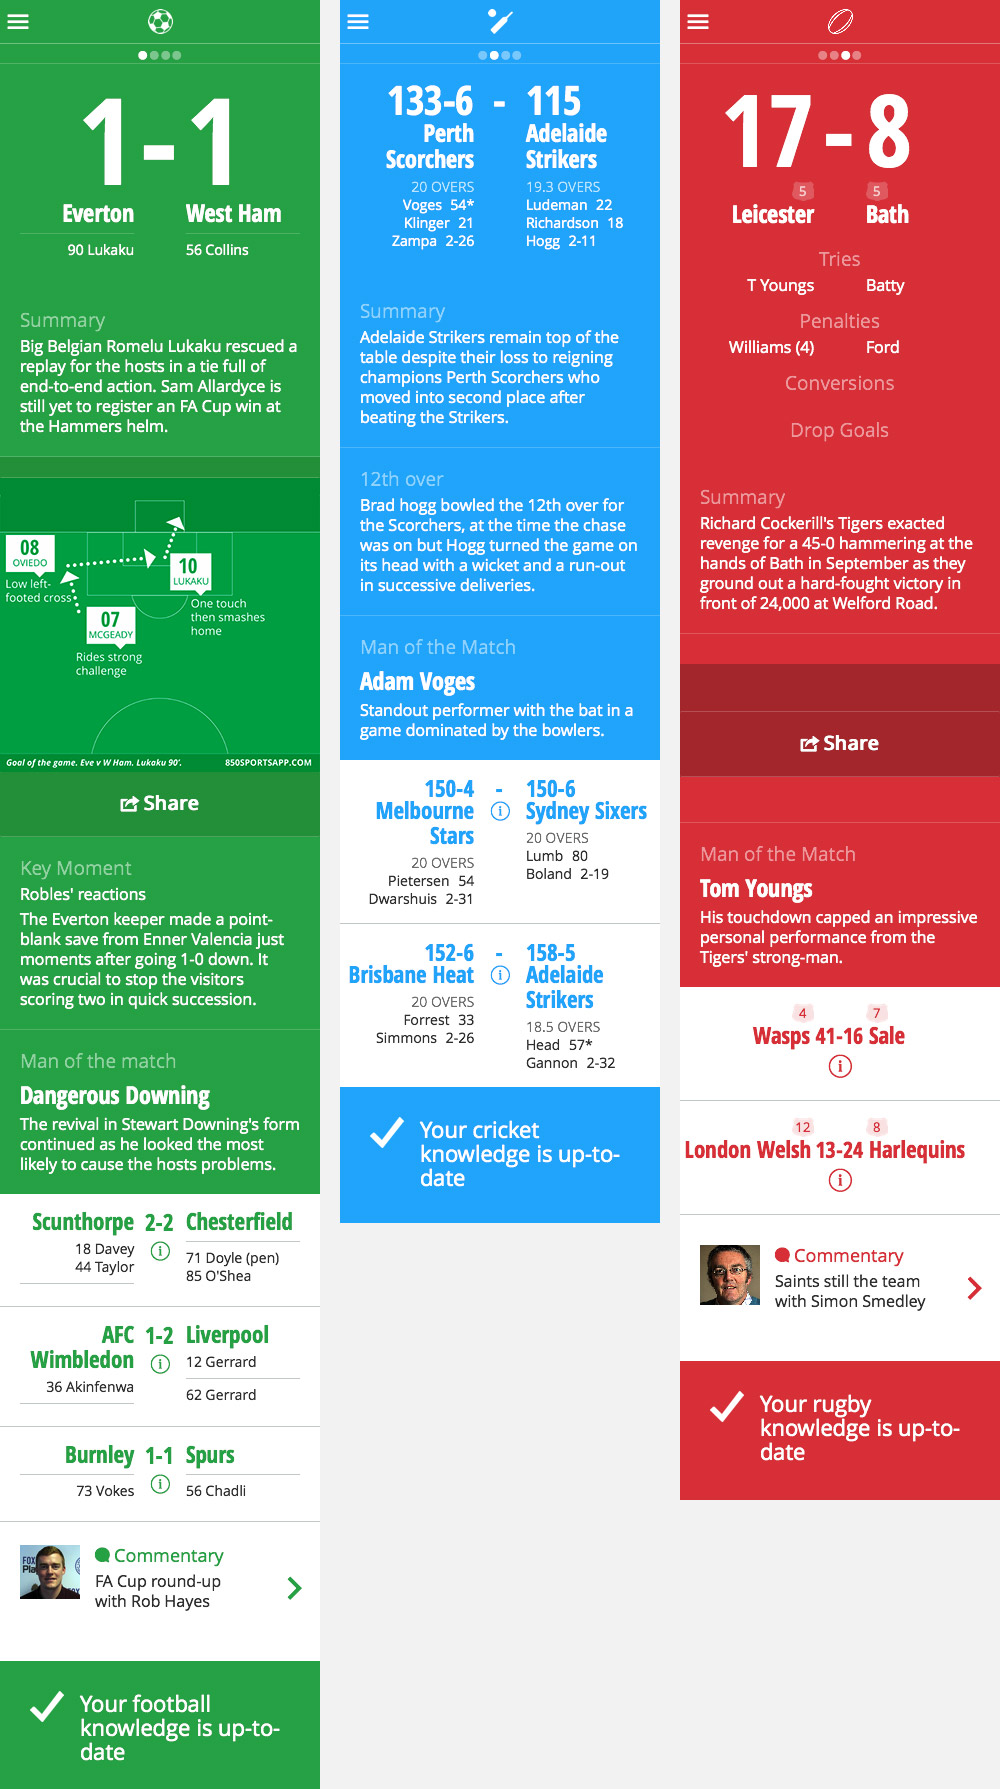 1 - 1
Everton
West Ham
90 Lukaku
56 Collins
Summary
Big Belgian Romelu Lukaku rescued a
replay for the hosts in a tie full of
end-to-end action. Sam Allardyce is
still yet to register an FA Cup win at
the Hammers helm.
08
OVIEDO
Low left-
footed cross
10
LUKAKU
One touch
then smashes
home
07
MCGEADY
Rides strong
challenge
Goal of the game. Eve v W Ham. Lukaku 90'.
850SPORTSAPP.COM
Share
Key Moment
Robles' reactions
The Everton keeper made a point-
blank save from Enner Valencia just
moments after going 1-0 down. It
was crucial to stop the visitors
scoring two in quick succession.
Man of the match
Dangerous Downing
The revival in Stewart Downing's form
continued as he looked the most
likely to cause the hosts problems.
Scunthorpe 2-2 Chesterfield
18 Davey
44 Taylor
71 Doyle (pen)
85 O'Shea
AFC
Wimbledon
1-2 Liverpool
36 Akinfenwa
12 Gerrard
62 Gerrard
Burnley 1-1 Spurs
73 Vokes
56 Chadli
Commentary
FA Cup round-up
with Rob Hayes
Your football
knowledge is up-to-
date
133-6 - 115
Perth
Scorchers
Adelaide
Strikers
20 OVERS
Voges 54*
Klinger 21
Zampa 2-26
19.3 OVERS
Ludeman 22
Richardson 18
Hogg 2-11
Summary
Adelaide Strikers remain top of the
table despite their loss to reigning
champions Perth Scorchers who
moved into second place after
beating the Strikers.
12th over
Brad hogg bowled the 12th over for
the Scorchers, at the time the chase
was on but Hogg turned the game on
its head with a wicket and a run-out
in successive deliveries.
Man of the Match
Adam Voges
Standout performer with the bat in a
game dominated by the bowlers.
150-4 - 150-6
Melbourne
Stars
Sydney Sixers
20 OVERS
Pietersen 54
Dwarshuis 2-31
20 OVERS
Lumb 80
Boland 2-19
152-6 - 158-5
Brisbane Heat
Adelaide
Strikers
20 OVERS
Forrest 33
Simmons 2-26
18.5 OVERS
Head 57*
Gannon 2-32
Your cricket
knowledge is up-to-
date
17 - 8
5
5
Leicester
Bath
Tries
T Youngs
Batty
Penalties
Williams (4)
Ford
Conversions
Drop Goals
Summary
Richard Cockerill's Tigers exacted
revenge for a 45-0 hammering at the
hands of Bath in September as they
ground out a hard-fought victory in
front of 24,000 at Welford Road.
Share
Man of the Match
Tom Youngs
His touchdown capped an impressive
personal performance from the
Tigers' strong-man.
4
7
Wasps 41-16 Sale
12
8
London Welsh 13-24 Harlequins
Commentary
Saints still the team
with Simon Smedley
Your rugby
knowledge is up-to-
date